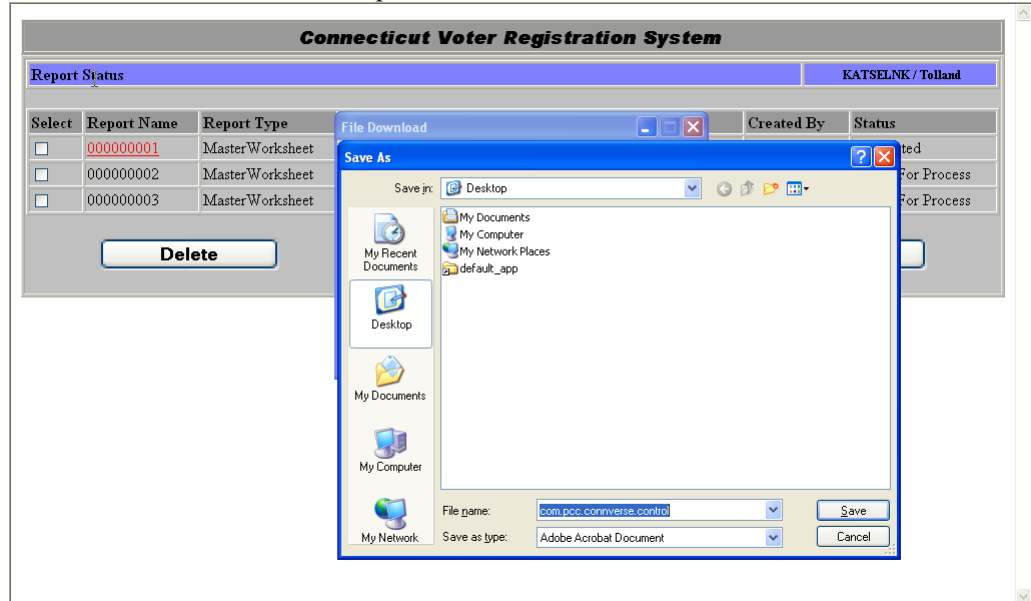 Connecticut Voter Registration System
Report Status KATSELNK / Tolland
Select Report Name Report Type Created By Status
000000001 MasterWorksheet ted
000000002 MasterWorksheet For Process
000000003 MasterWorksheet For Process
Delete
File Download
Save As
Save in: Desktop
My Recent Documents
Desktop
My Documents
My Computer
My Network
My Documents
My Computer
My Network Places
default_app
File name: com.pcc.connverse.control Save
Save as type: Adobe Acrobat Document Cancel